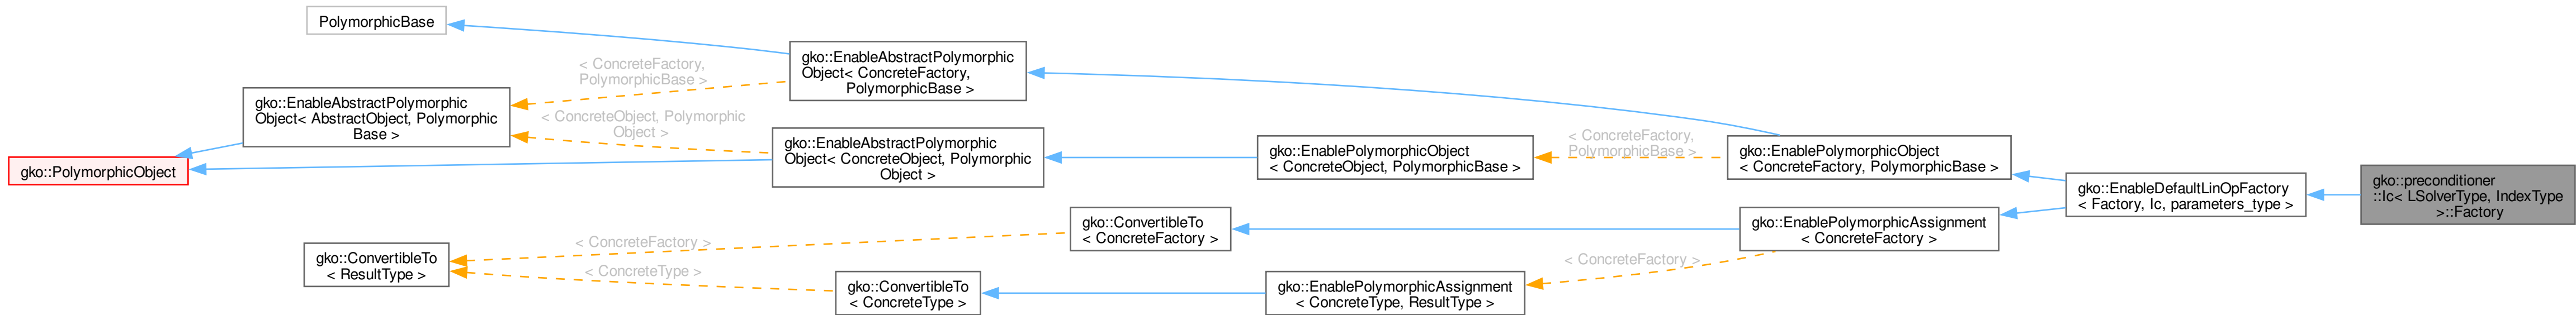 PolymorphicBase
gko::EnableAbstractPolymorphic
Object< ConcreteFactory,
PolymorphicBase >
< ConcreteFactory,
PolymorphicBase >
gko::EnableAbstractPolymorphic
Object< AbstractObject, Polymorphic
Base >
< ConcreteObject, Polymorphic
Object >
gko::EnableAbstractPolymorphic
Object< ConcreteObject, Polymorphic
Object >
gko::PolymorphicObject
gko::EnablePolymorphicObject
< ConcreteObject, PolymorphicBase >
< ConcreteFactory,
PolymorphicBase >
gko::EnablePolymorphicObject
< ConcreteFactory, PolymorphicBase >
gko::EnableDefaultLinOpFactory
< Factory, Ic, parameters_type >
gko::preconditioner
::Ic< LSolverType, IndexType
>::Factory
gko::ConvertibleTo
< ConcreteFactory >
gko::EnablePolymorphicAssignment
< ConcreteFactory >
< ConcreteFactory >
gko::ConvertibleTo
< ResultType >
< ConcreteType >
gko::ConvertibleTo
< ConcreteType >
gko::EnablePolymorphicAssignment
< ConcreteType, ResultType >
< ConcreteFactory >